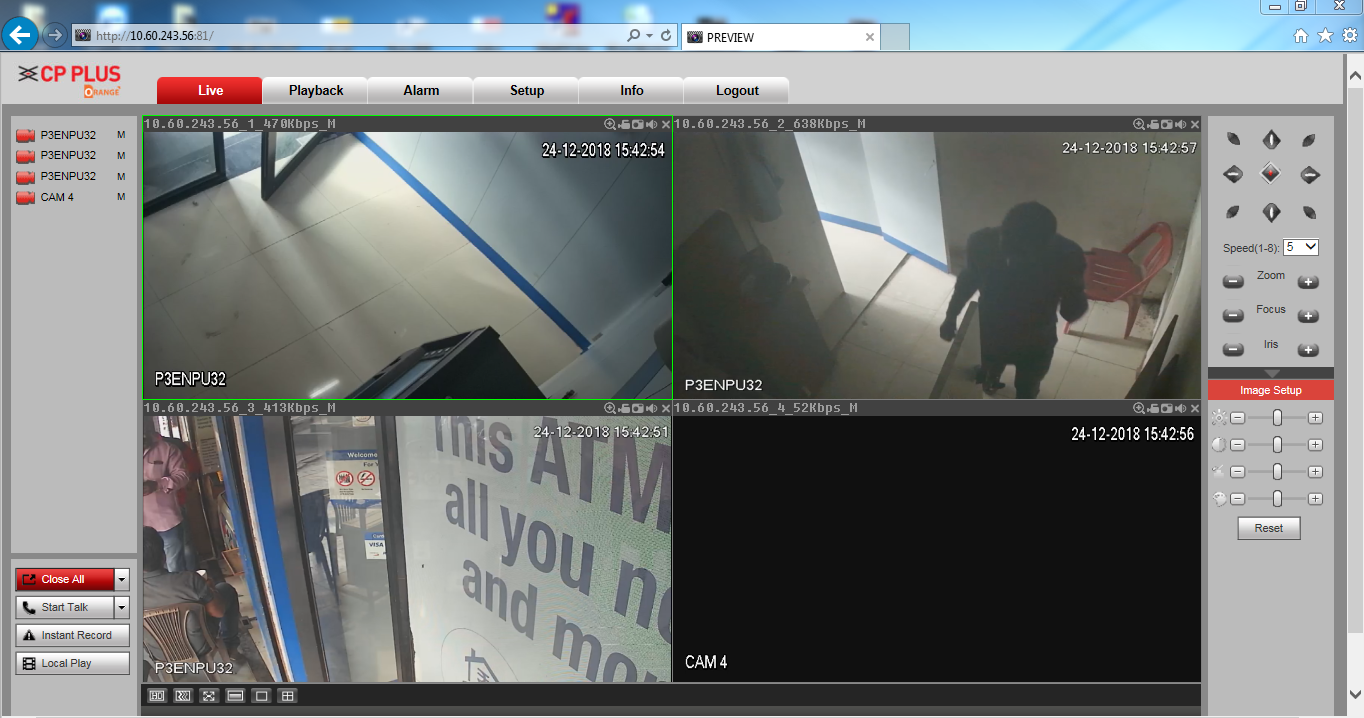 http://10.60.243.56:81/
PREVIEW
CP PLUS
ORANGE
Live
Playback
Alarm
Setup
Info
Logout
P3ENPU32 M
P3ENPU32 M
P3ENPU32 M
CAM 4 M
Close All
Start Talk
Instant Record
Local Play
10.60.243.56_1_470Kbps_M
24-12-2018 15:42:54
P3ENPU32
10.60.243.56_2_638Kbps_M
24-12-2018 15:42:57
P3ENPU32
10.60.243.56_3_413Kbps_M
24-12-2018 15:42:51
Welcome
VISA
This ATM
all you n
and mo
P3ENPU32
10.60.243.56_4_52Kbps_M
24-12-2018 15:42:56
CAM 4
Speed(1-8): 5
Zoom
Focus
Iris
Image Setup
Reset